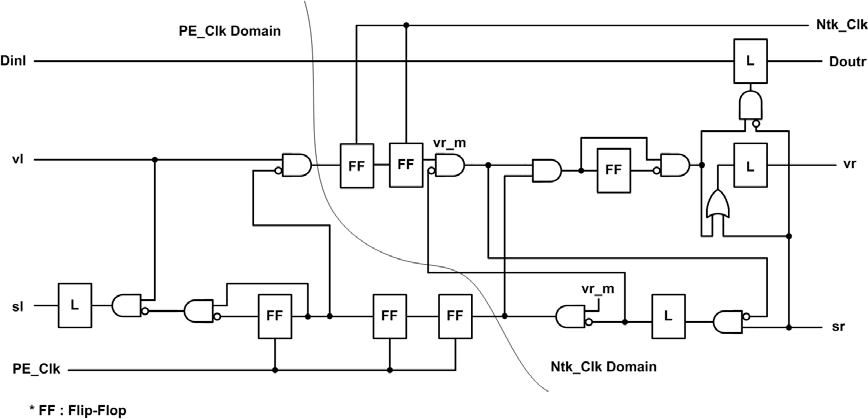 Ntk_Clk
PE_Clk Domain
Dinl
L
Doutr
vr_m
vl
FF
FF
FF
L
vr
vr_m
sl
L
FF
FF
FF
L
sr
PE_Clk
Ntk_Clk Domain
* FF : Flip-Flop